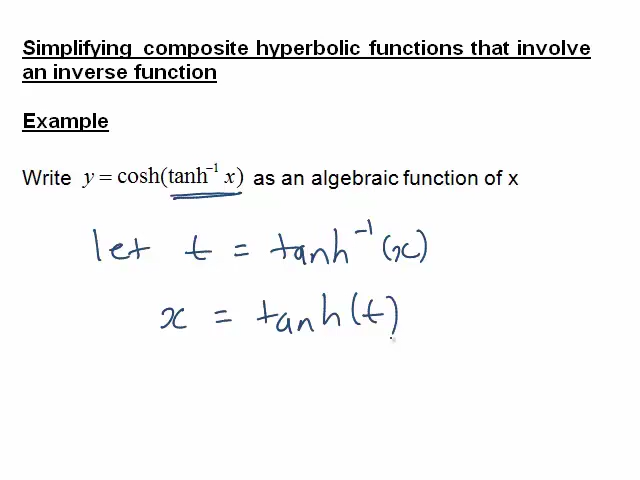 Simplifying composite hyperbolic functions that involve
an inverse function
Example
Write y = cosh(tanh⁻¹ x) as an algebraic function of x
let t = tanh⁻¹(x)
x = tanh(t)